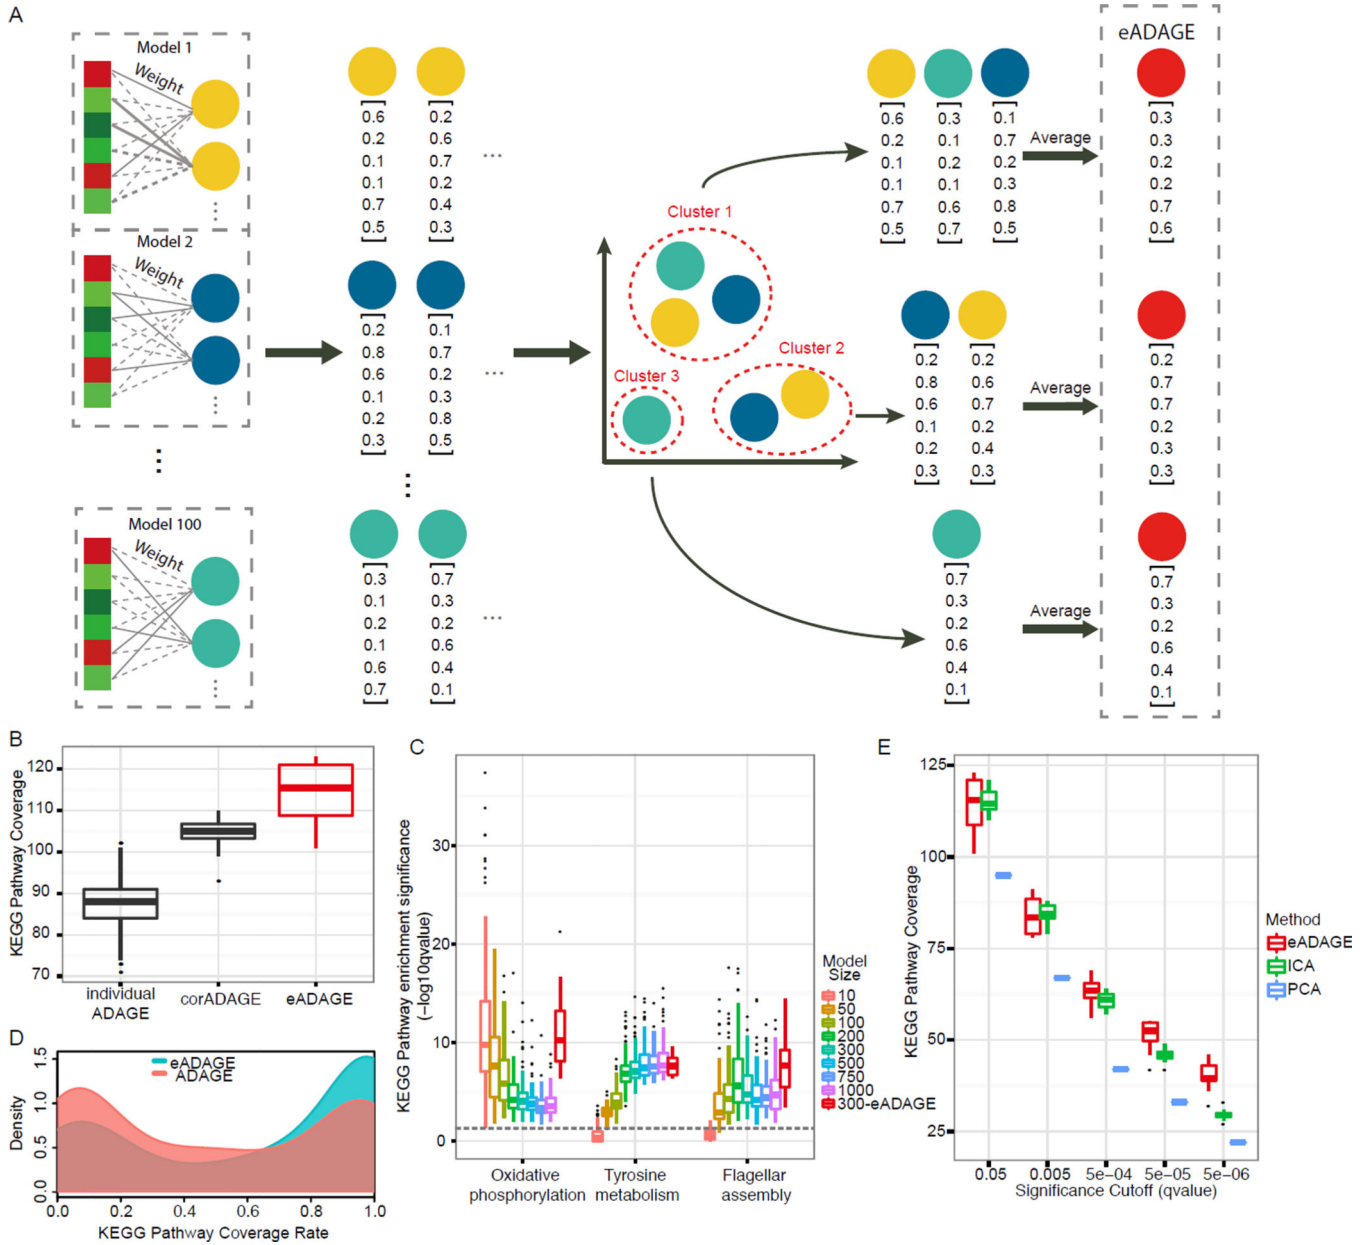 A
Model 1
Weight
Model 2
Weight
Model 100
Weight
0.6 0.2
0.2 0.6
0.1 0.7
0.1 0.2
0.7 0.4
0.5 0.3
0.2 0.1
0.8 0.7
0.6 0.2
0.1 0.3
0.2 0.8
0.3 0.5
0.3 0.7
0.1 0.3
0.2 0.2
0.1 0.6
0.6 0.4
0.7 0.1
Cluster 1
Cluster 2
Cluster 3
0.6 0.3 0.1
0.2 0.1 0.7
0.1 0.2 0.2
0.1 0.1 0.3
0.7 0.6 0.8
0.5 0.7 0.5
Average
0.2 0.2
0.8 0.6
0.6 0.7
0.1 0.2
0.2 0.4
0.3 0.3
Average
0.7
0.3
0.2
0.6
0.4
0.1
Average
eADAGE
0.3
0.3
0.2
0.2
0.7
0.6
0.2
0.7
0.7
0.2
0.3
0.3
0.7
0.3
0.2
0.6
0.4
0.1
B
KEGG Pathway Coverage
120
110
100
90
80
70
individual
ADAGE
corADAGE
eADAGE
C
KEGG Pathway enrichment significance
(−log10qvalue)
30
20
10
0
Oxidative
phosphorylation
Tyrosine
metabolism
Flagellar
assembly
Model
Size
10
50
100
200
300
500
750
1000
300-eADAGE
D
Density
1.5
1.0
0.5
0.0
eADAGE
ADAGE
0.0 0.2 0.4 0.6 0.8 1.0
KEGG Pathway Coverage Rate
E
KEGG Pathway Coverage
125
100
75
50
25
0.05 0.005 5e−04 5e−05 5e−06
Significance Cutoff (qvalue)
Method
eADAGE
ICA
PCA